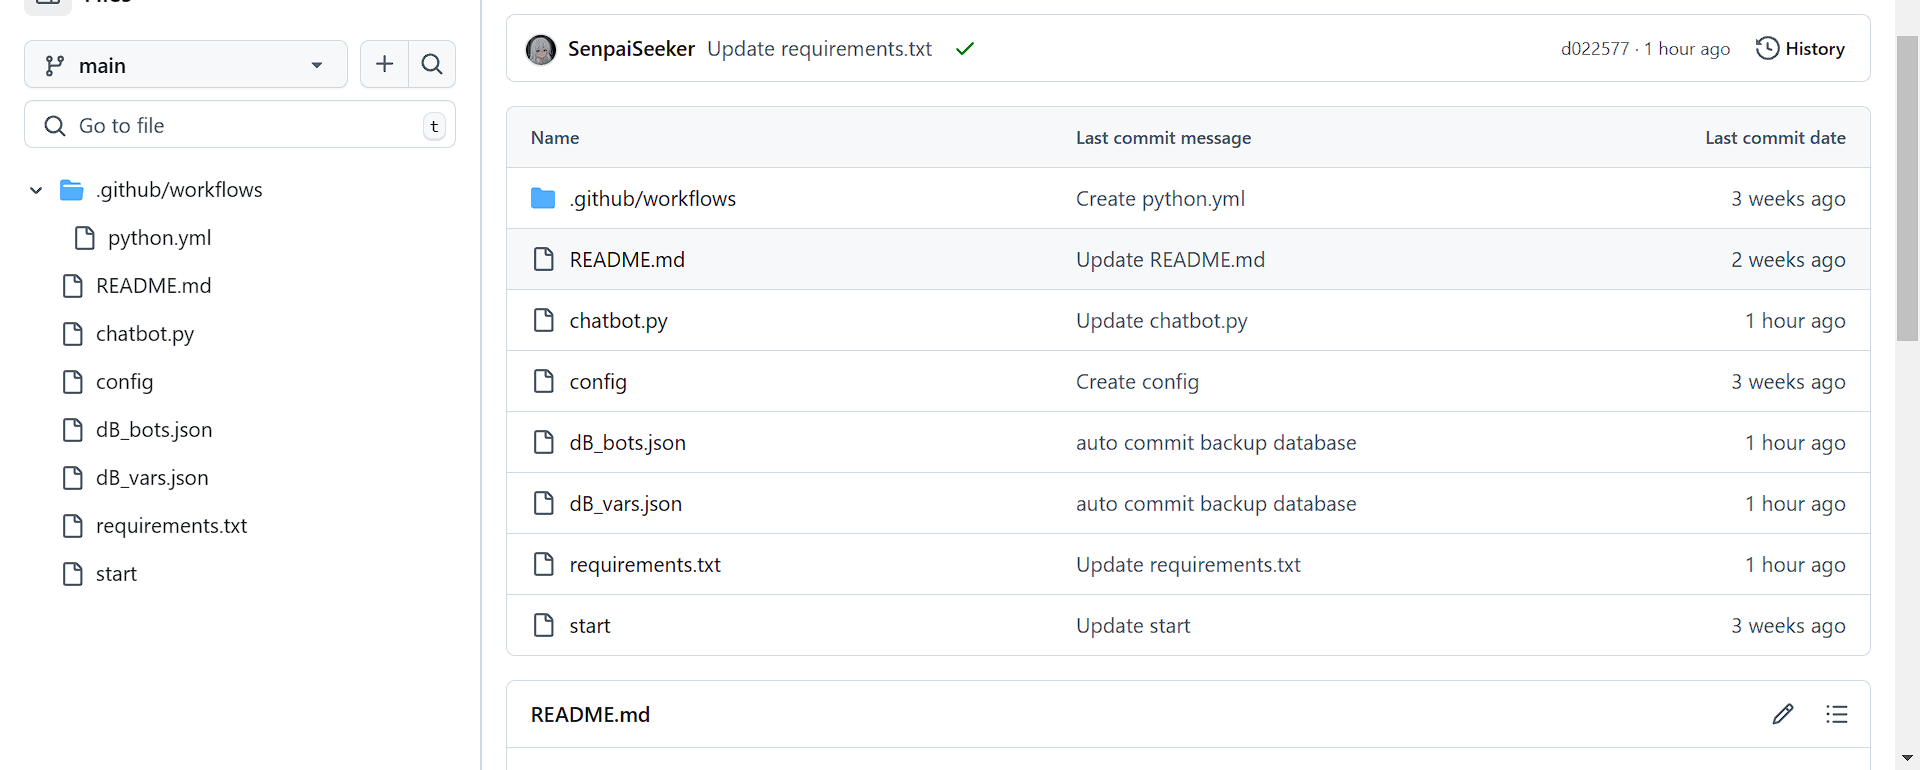 main
Go to file
t
.github/workflows
python.yml
README.md
chatbot.py
config
dB_bots.json
dB_vars.json
requirements.txt
start
SenpaiSeeker Update requirements.txt d022577 · 1 hour ago History
Name Last commit message Last commit date
.github/workflows Create python.yml 3 weeks ago
README.md Update README.md 2 weeks ago
chatbot.py Update chatbot.py 1 hour ago
config Create config 3 weeks ago
dB_bots.json auto commit backup database 1 hour ago
dB_vars.json auto commit backup database 1 hour ago
requirements.txt Update requirements.txt 1 hour ago
start Update start 3 weeks ago
README.md